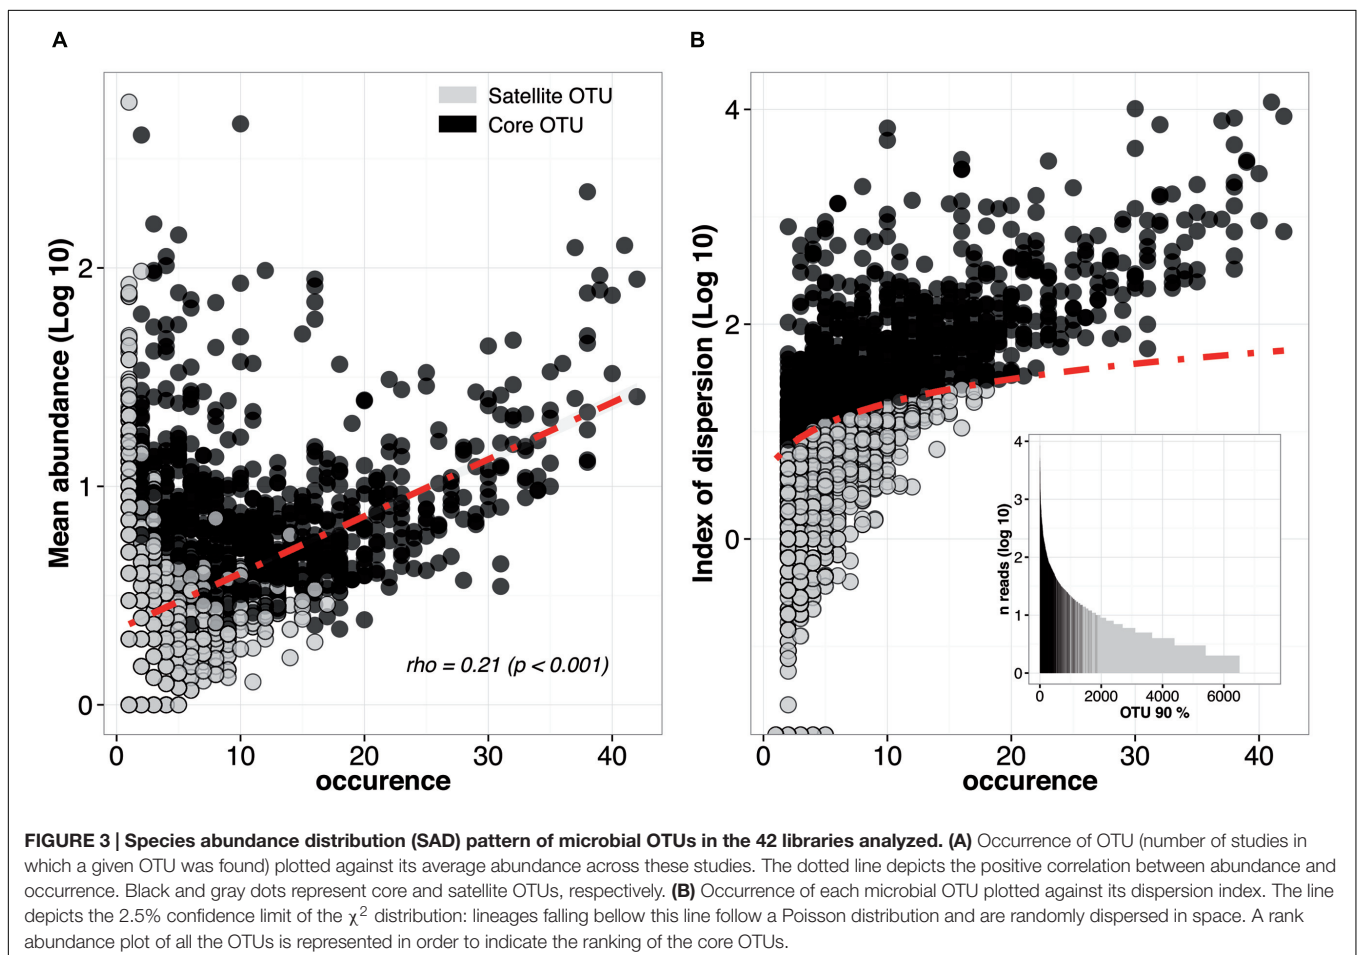 A
B
Satellite OTU
Core OTU
Mean abundance (Log 10)
2
1
0
rho = 0.21 (p < 0.001)
0 10 20 30 40
occurence
Index of dispersion (Log 10)
4
2
0
0 10 20 30 40
occurence
n reads (log 10)
4
3
2
1
0
0 2000 4000 6000
OTU 90 %
FIGURE 3 | Species abundance distribution (SAD) pattern of microbial OTUs in the 42 libraries analyzed. (A) Occurrence of OTU (number of studies in
which a given OTU was found) plotted against its average abundance across these studies. The dotted line depicts the positive correlation between abundance and
occurrence. Black and gray dots represent core and satellite OTUs, respectively. (B) Occurrence of each microbial OTU plotted against its dispersion index. The line
depicts the 2.5% confidence limit of the χ² distribution: lineages falling bellow this line follow a Poisson distribution and are randomly dispersed in space. A rank
abundance plot of all the OTUs is represented in order to indicate the ranking of the core OTUs.